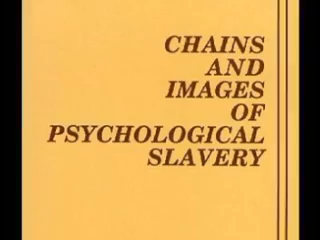 CHAINS
AND
IMAGES
OF
PSYCHOLOGICAL
SLAVERY